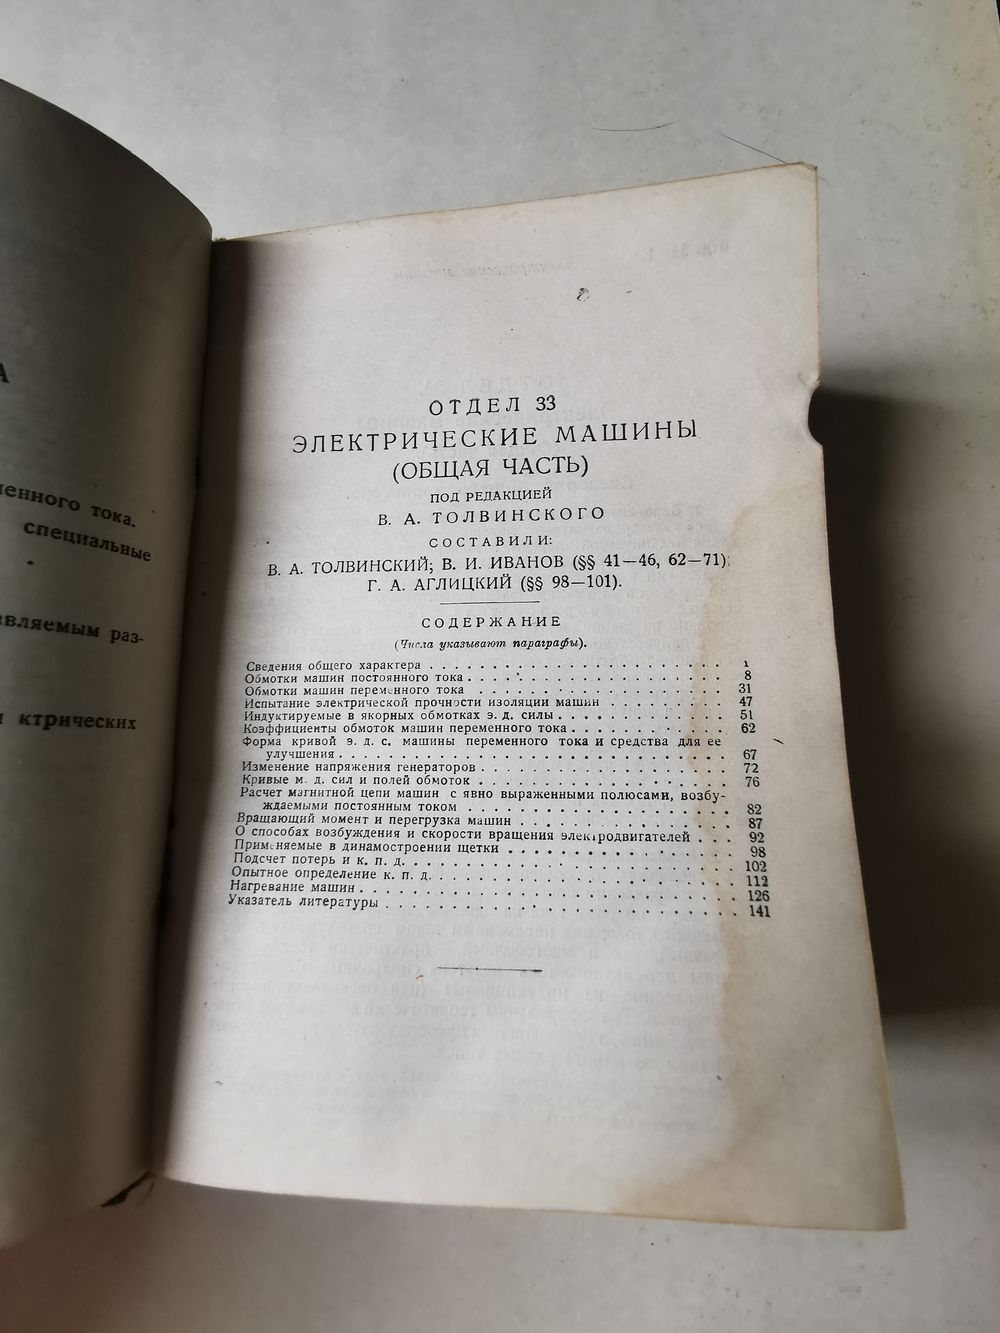 А
менного тока.
специальные
авляемым раз-
ктрических
ОТДЕЛ 33
ЭЛЕКТРИЧЕСКИЕ МАШИНЫ
(ОБЩАЯ ЧАСТЬ)
ПОД РЕДАКЦИЕЙ
В. А. ТОЛВИНСКОГО
СОСТАВИЛИ:
В. А. ТОЛВИНСКИЙ; В. И. ИВАНОВ (§§ 41—46, 62—71);
Г. А. АГЛИЦКИЙ (§§ 98—101).
СОДЕРЖАНИЕ
(Числа указывают параграфы).
Сведения общего характера . . . . . . . . . . . . . . . . . . . . . . . 1
Обмотки машин постоянного тока . . . . . . . . . . . . . . . . . . . . 8
Обмотки машин переменного тока . . . . . . . . . . . . . . . . . . . . 31
Испытание электрической прочности изоляции машин . . . . . . . . . 47
Индуктируемые в якорных обмотках э. д. силы . . . . . . . . . . . . . 51
Коэффициенты обмоток машин переменного тока . . . . . . . . . . . . 62
Форма кривой э. д. с. машины переменного тока и средства для ее
улучшения . . . . . . . . . . . . . . . . . . . . . . . . . . . . . . 67
Изменение напряжения генераторов . . . . . . . . . . . . . . . . . . . 72
Кривые м. д. сил и полей обмоток . . . . . . . . . . . . . . . . . . . 76
Расчет магнитной цепи машин с явно выраженными полюсами, возбу-
ждаемыми постоянным током . . . . . . . . . . . . . . . . . . . . . 82
Вращающий момент и перегрузка машин . . . . . . . . . . . . . . . . . 87
О способах возбуждения и скорости вращения электродвигателей . . . 92
Применяемые в динамостроении щетки . . . . . . . . . . . . . . . . . 98
Подсчет потерь и к. п. д. . . . . . . . . . . . . . . . . . . . . . . . 102
Опытное определение к. п. д. . . . . . . . . . . . . . . . . . . . . . 112
Нагревание машин . . . . . . . . . . . . . . . . . . . . . . . . . . . 126
Указатель литературы . . . . . . . . . . . . . . . . . . . . . . . . . 141